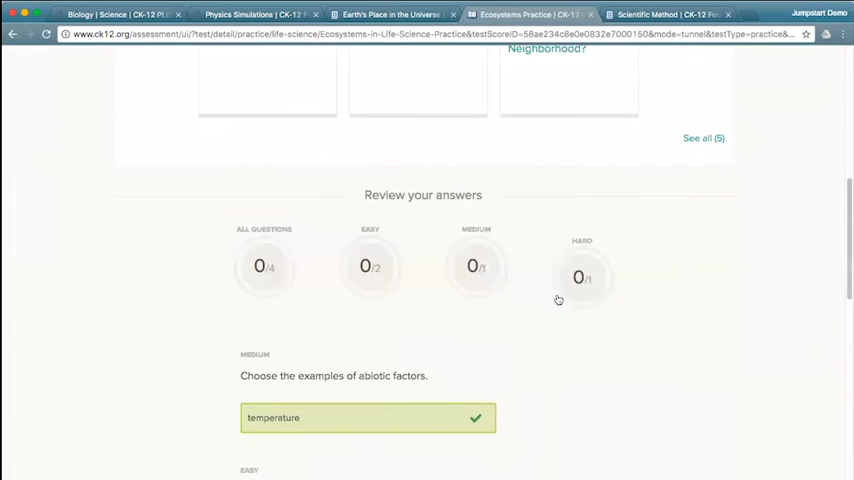 Biology | Science | CK-12 
Physics Simulations | CK-12 F
Earth's Place in the Universe
Ecosystems Practice | CK-12
Scientific Method | CK-12 Fou
Jumpstart Demo
www.ck12.org/assessment/ui/?test/detail/practice/life-science/Ecosystems-in-Life-Science-Practice&testScoreID=58ae234c8e0e0832e7000150&mode=tunnel&testType=practice&...
Neighborhood?
See all (5)
Review your answers
ALL QUESTIONS
EASY
MEDIUM
HARD
0/4
0/2
0/1
0/1
MEDIUM
Choose the examples of abiotic factors.
temperature
EASY